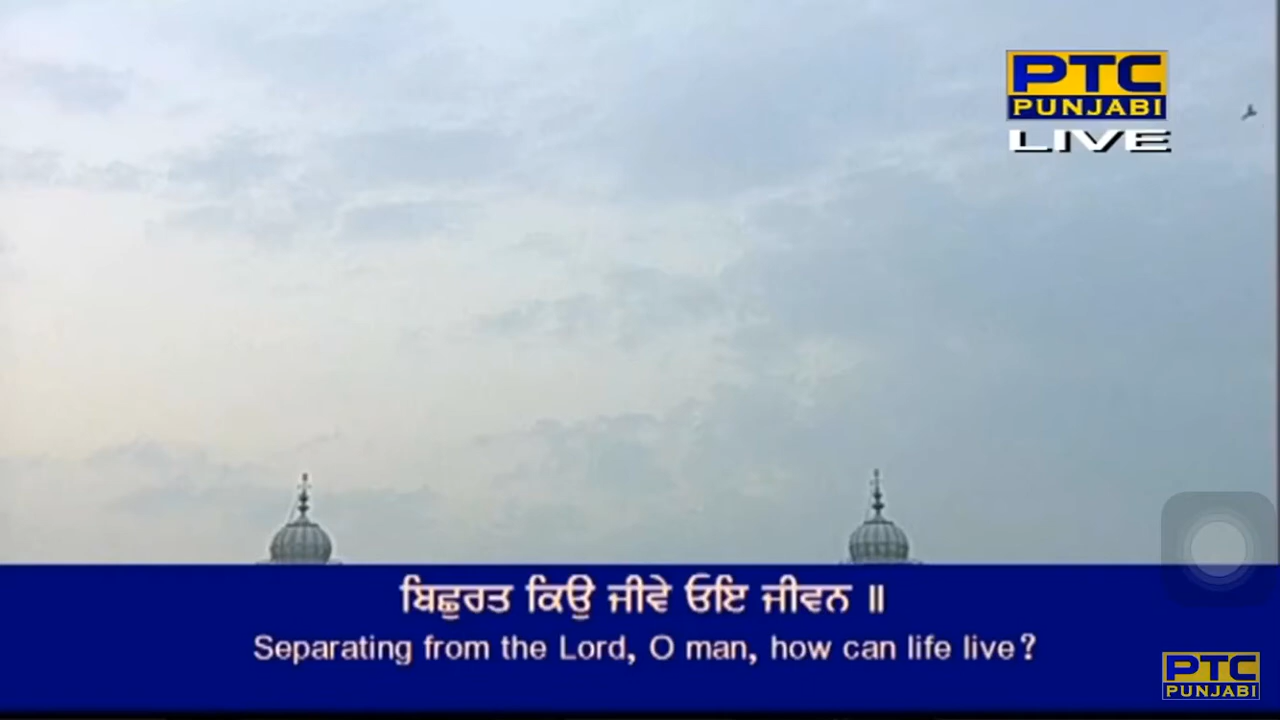 PTC
PUNJABI
LIVE
ਬਿਛੁਰਤ ਕਿਉ ਜੀਵੇ ਓਇ ਜੀਵਨ ॥
Separating from the Lord, O man, how can life live?
PTC
PUNJABI